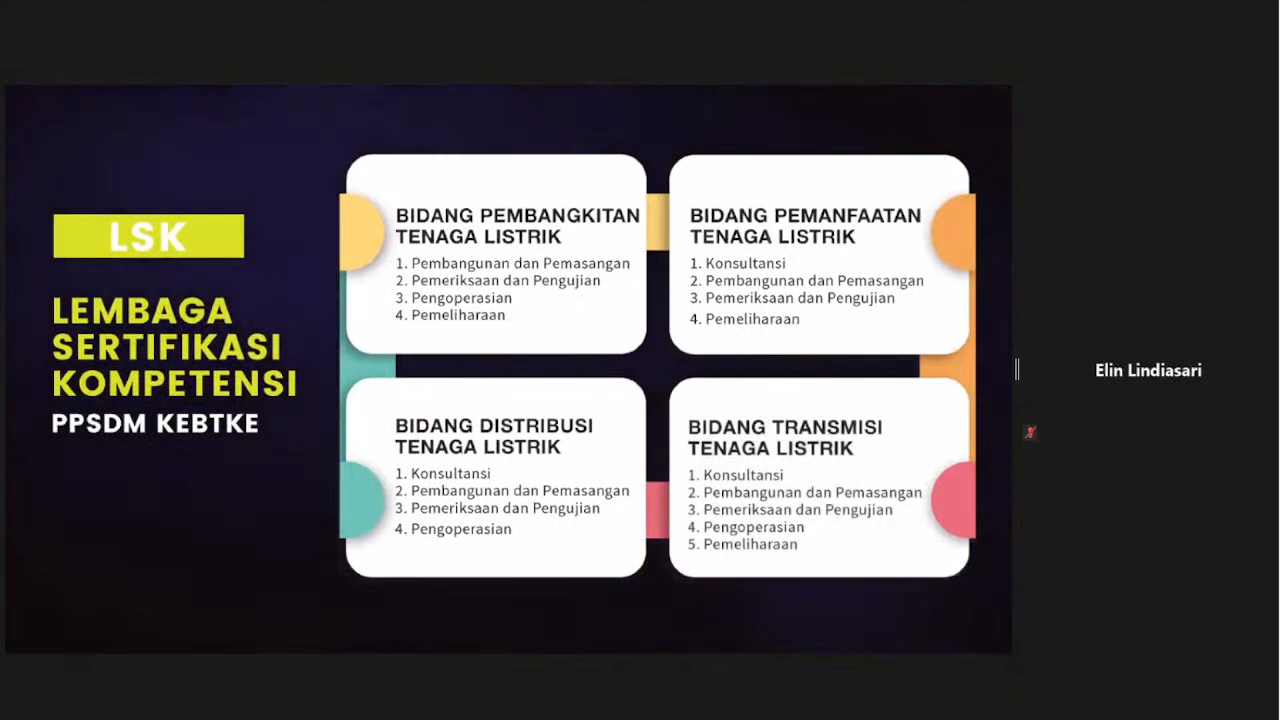 LSK
LEMBAGA
SERTIFIKASI
KOMPETENSI
PPSDM KEBTKE
BIDANG PEMBANGKITAN
TENAGA LISTRIK
1. Pembangunan dan Pemasangan
2. Pemeriksaan dan Pengujian
3. Pengoperasian
4. Pemeliharaan
BIDANG PEMANFAATAN
TENAGA LISTRIK
1. Konsultansi
2. Pembangunan dan Pemasangan
3. Pemeriksaan dan Pengujian
4. Pemeliharaan
BIDANG DISTRIBUSI
TENAGA LISTRIK
1. Konsultansi
2. Pembangunan dan Pemasangan
3. Pemeriksaan dan Pengujian
4. Pengoperasian
BIDANG TRANSMISI
TENAGA LISTRIK
1. Konsultansi
2. Pembangunan dan Pemasangan
3. Pemeriksaan dan Pengujian
4. Pengoperasian
5. Pemeliharaan
Elin Lindiasari